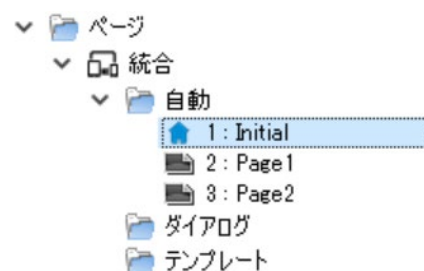 ページ
統合
自動
1 : Initial
2 : Page1
3 : Page2
ダイアログ
テンプレート